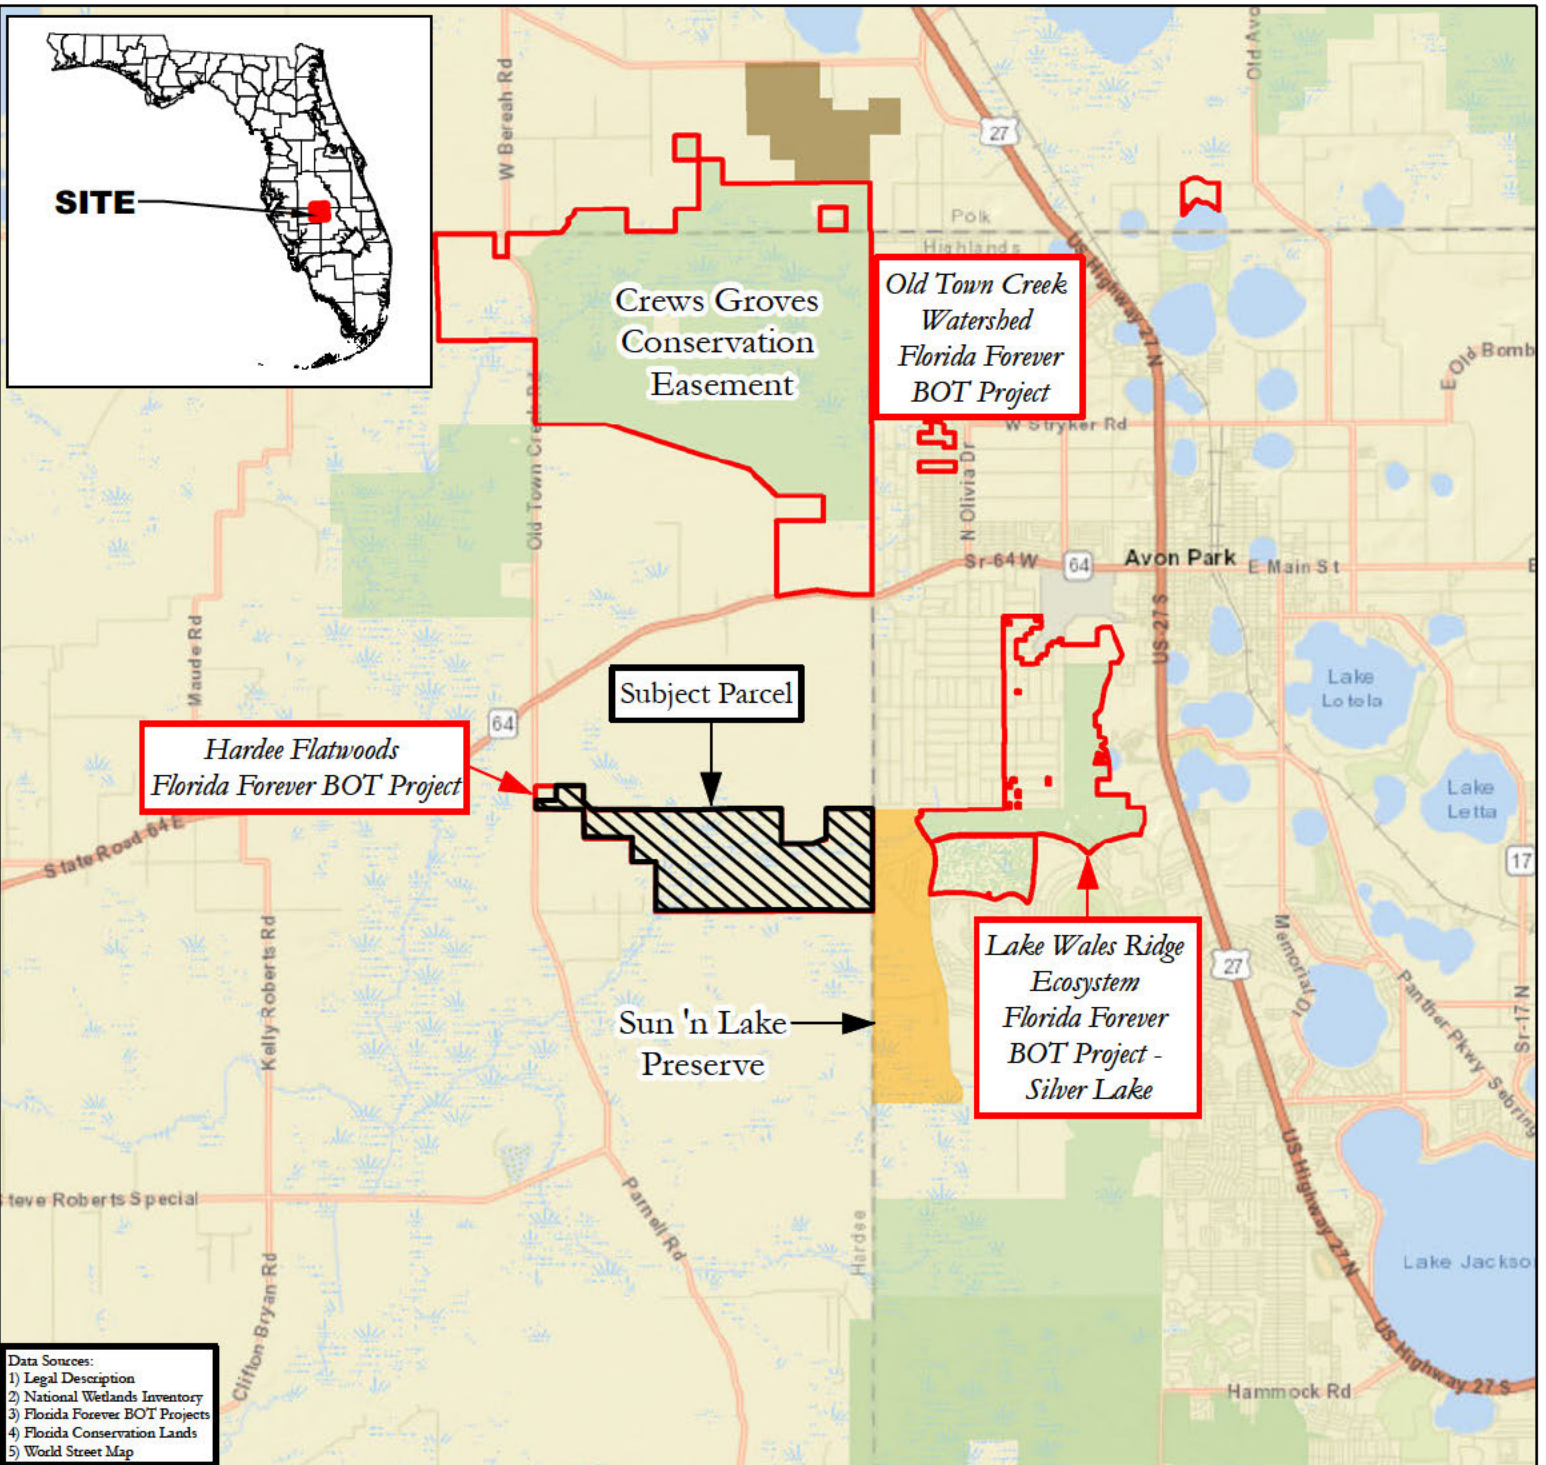 SITE
W Bereah Rd
Old Avo
27
Polk
Highlands
Crews Groves
Conservation
Easement
Old Town Creek
Watershed
Florida Forever
BOT Project
US Highway 27 N
E Old Bomb
W Stryker Rd
Old Town Creek Rd
N Olivia Dr
Sr-64 W
64
Avon Park
E Main St
E
Maude Rd
US-27 S
Subject Parcel
Lake
Lotela
64
Hardee Flatwoods
Florida Forever BOT Project
Lake
Letta
State Road 64 E
17
Kelly Roberts Rd
Lake Wales Ridge
Ecosystem
Florida Forever
BOT Project -
Silver Lake
27
Memorial Dr
Panther Pkwy
Sebring
Sr-17 N
Sun 'n Lake
Preserve
teve Roberts Special
Parnell Rd
Hardee
US Highway 27 N
Lake Jackso
Clifton Bryan Rd
US Highway 27 S
Hammock Rd
Data Sources:
1) Legal Description
2) National Wetlands Inventory
3) Florida Forever BOT Projects
4) Florida Conservation Lands
5) World Street Map